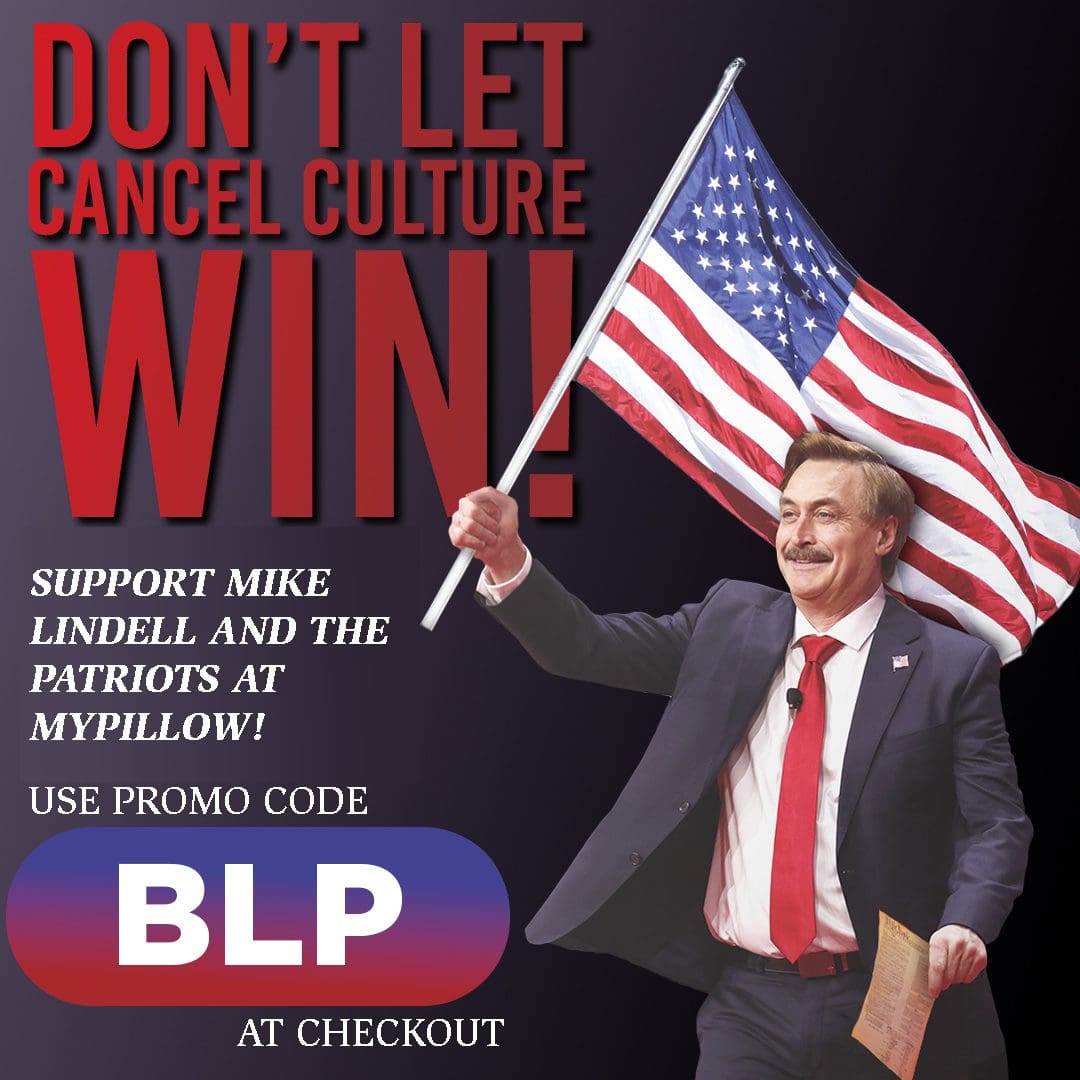 DON'T LET
CANCEL CULTURE
WIN!
SUPPORT MIKE
LINDELL AND THE
PATRIOTS AT
MYPILLOW!
USE PROMO CODE
BLP
AT CHECKOUT